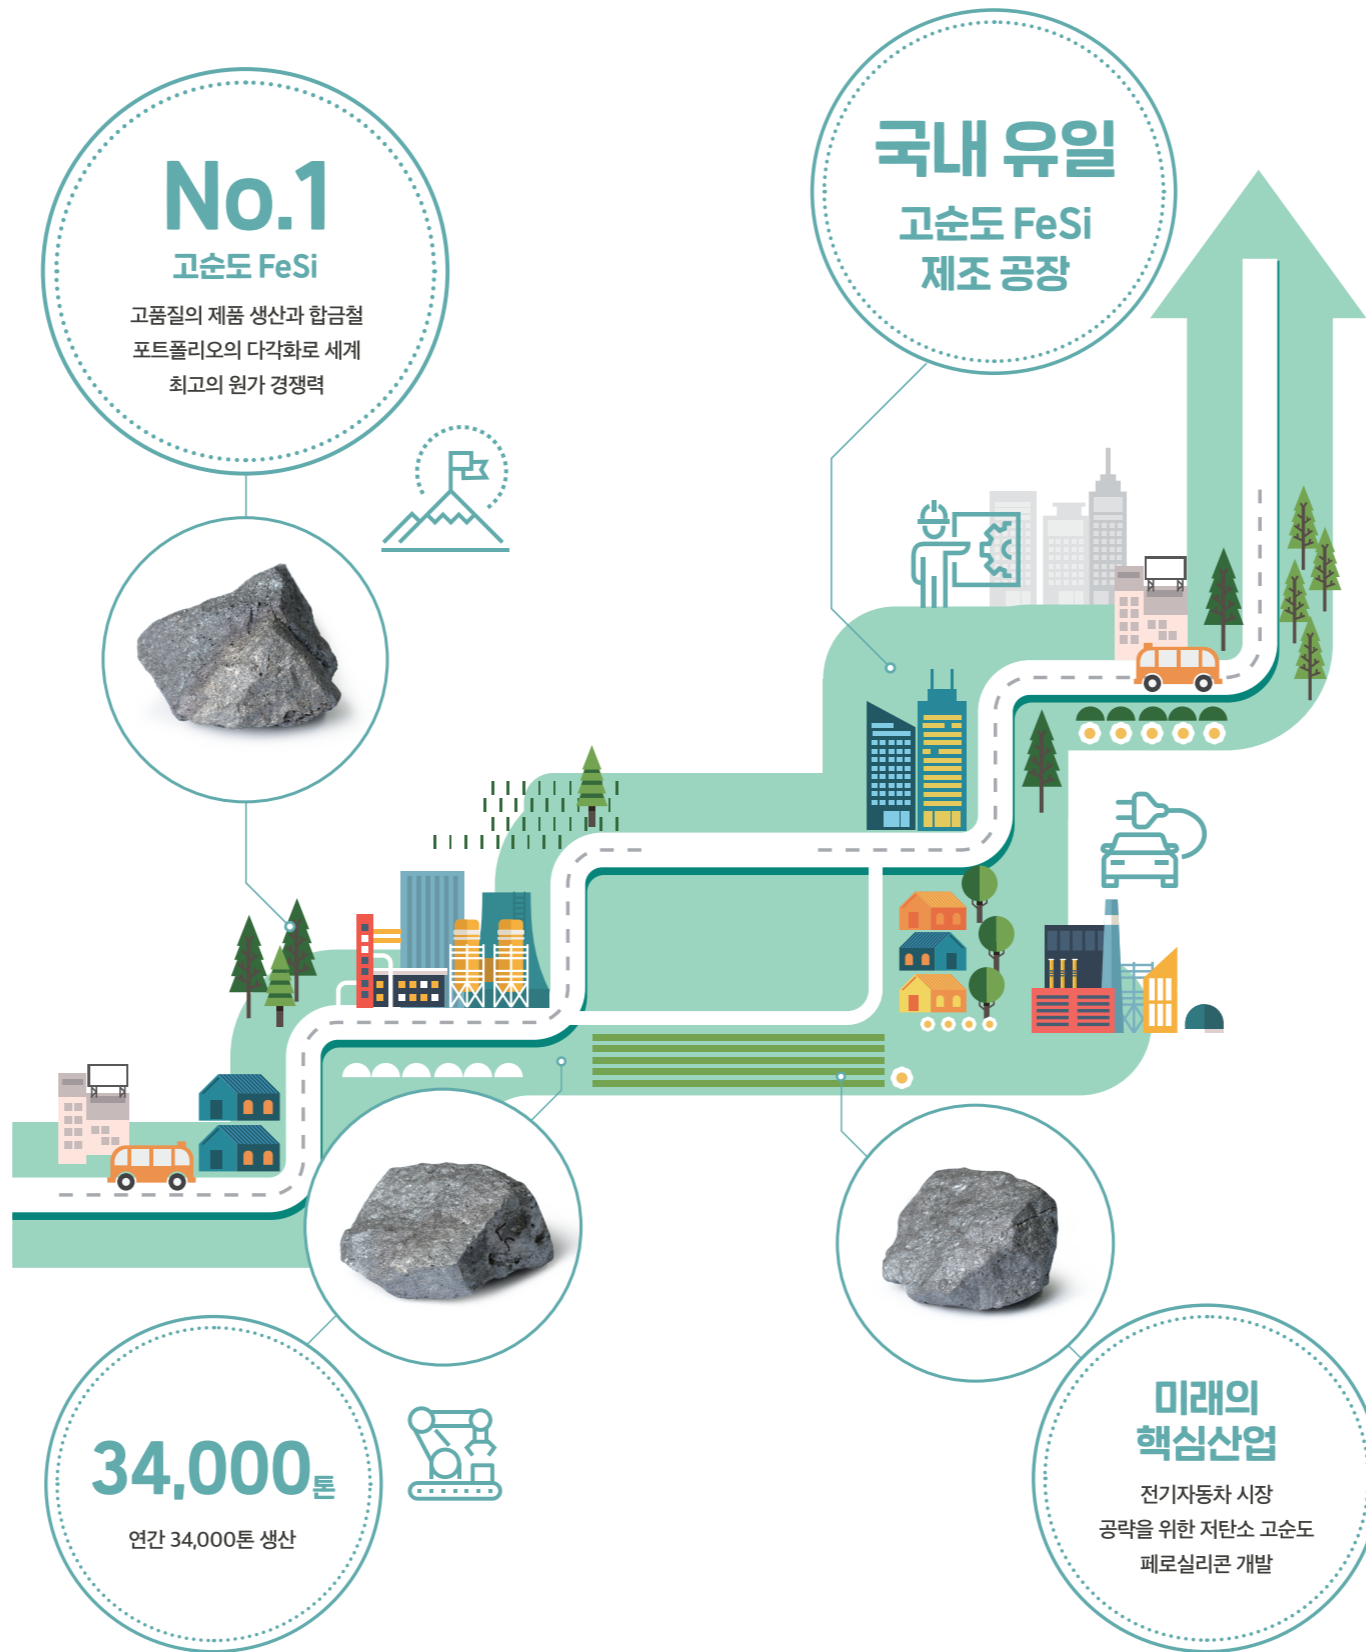 No.1
고순도 FeSi
고품질의 제품 생산과 합금철
포트폴리오의 다각화로 세계
최고의 원가 경쟁력
국내 유일
고순도 FeSi
제조 공장
34,000톤
연간 34,000톤 생산
미래의
핵심산업
전기자동차 시장
공략을 위한 저탄소 고순도
페로실리콘 개발